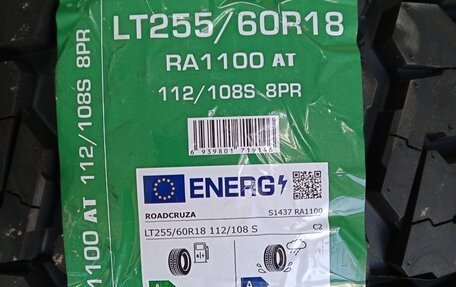 LT255/60R18
RA1100 AT
112/108S 8PR
6 939801 719146
1100 AT 112/108S 8PR
ENERG
ROADCRUZA
S1437 RA1100
LT255/60R18 112/108 S
C2
A
A